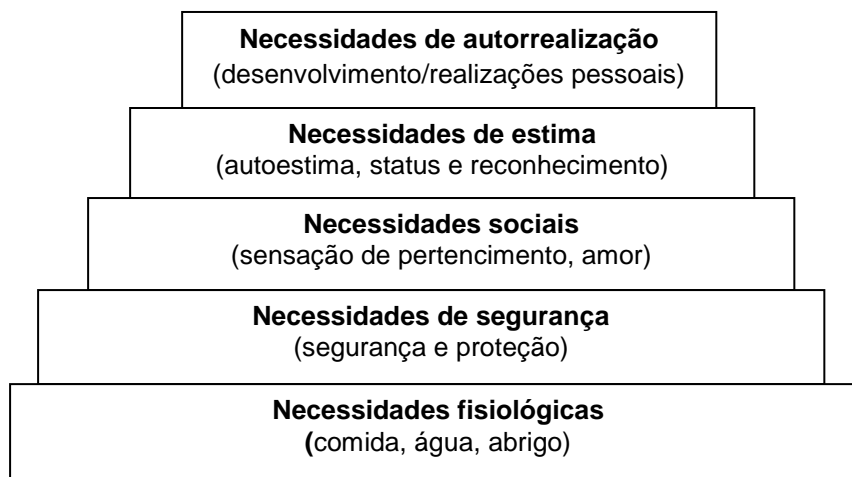 Necessidades de autorrealização
(desenvolvimento/realizações pessoais)
Necessidades de estima
(autoestima, status e reconhecimento)
Necessidades sociais
(sensação de pertencimento, amor)
Necessidades de segurança
(segurança e proteção)
Necessidades fisiológicas
(comida, água, abrigo)